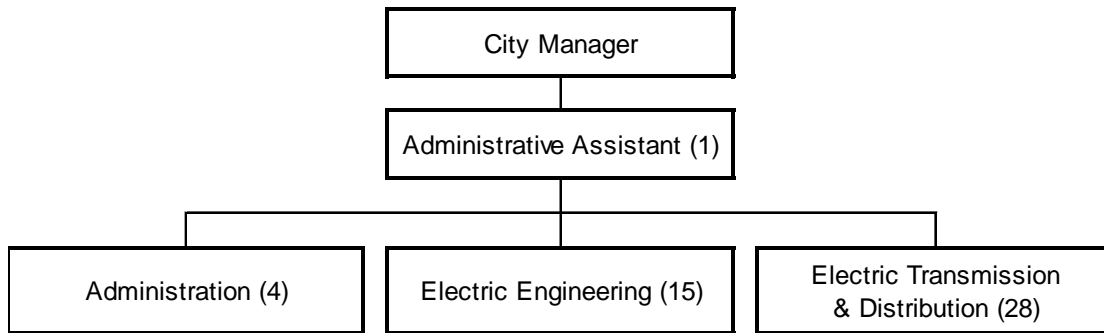 City Manager
Administrative Assistant (1)
Administration (4)
Electric Engineering (15)
Electric Transmission
& Distribution (28)